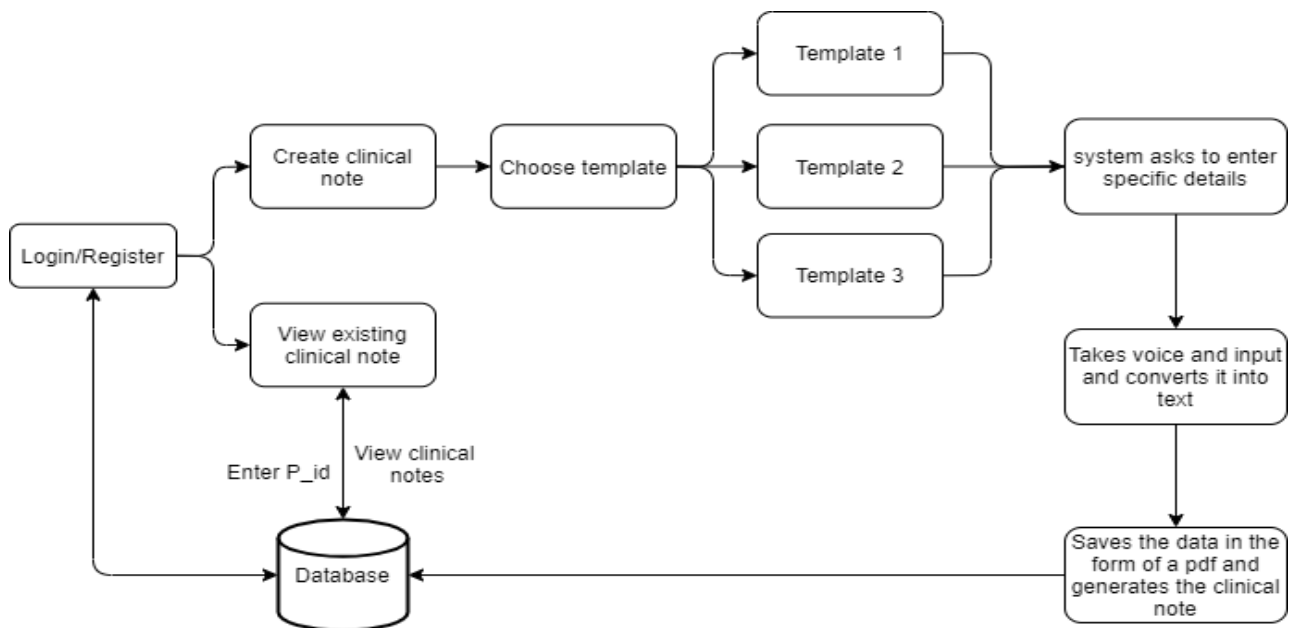 Template 1
Create clinical
note
Choose template
Template 2
system asks to enter
specific details
Login/Register
Template 3
View existing
clinical note
Takes voice and input
and converts it into
text
Enter P_id
View clinical
notes
Database
Saves the data in the
form of a pdf and
generates the clinical
note